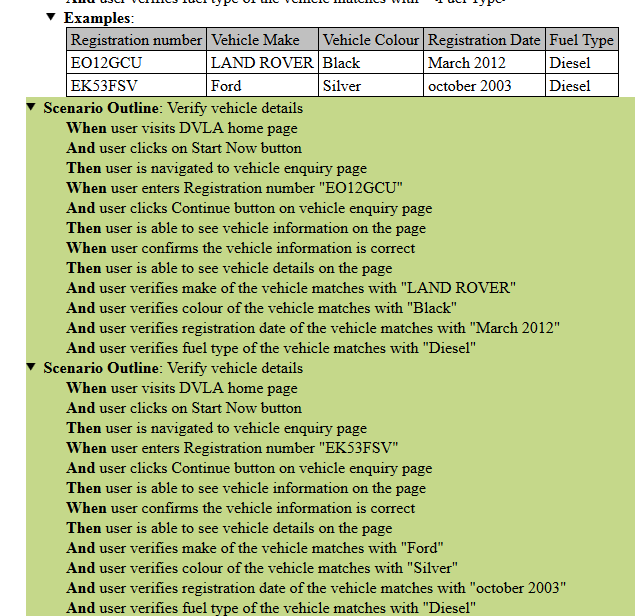 And user verifies fuel type of the vehicle matches with "<Fuel Type>"
Examples:
Registration number Vehicle Make Vehicle Colour Registration Date Fuel Type
EO12GCU LAND ROVER Black March 2012 Diesel
EK53FSV Ford Silver october 2003 Diesel
Scenario Outline: Verify vehicle details
When user visits DVLA home page
And user clicks on Start Now button
Then user is navigated to vehicle enquiry page
When user enters Registration number "EO12GCU"
And user clicks Continue button on vehicle enquiry page
Then user is able to see vehicle information on the page
When user confirms the vehicle information is correct
Then user is able to see vehicle details on the page
And user verifies make of the vehicle matches with "LAND ROVER"
And user verifies colour of the vehicle matches with "Black"
And user verifies registration date of the vehicle matches with "March 2012"
And user verifies fuel type of the vehicle matches with "Diesel"
Scenario Outline: Verify vehicle details
When user visits DVLA home page
And user clicks on Start Now button
Then user is navigated to vehicle enquiry page
When user enters Registration number "EK53FSV"
And user clicks Continue button on vehicle enquiry page
Then user is able to see vehicle information on the page
When user confirms the vehicle information is correct
Then user is able to see vehicle details on the page
And user verifies make of the vehicle matches with "Ford"
And user verifies colour of the vehicle matches with "Silver"
And user verifies registration date of the vehicle matches with "october 2003"
And user verifies fuel type of the vehicle matches with "Diesel"